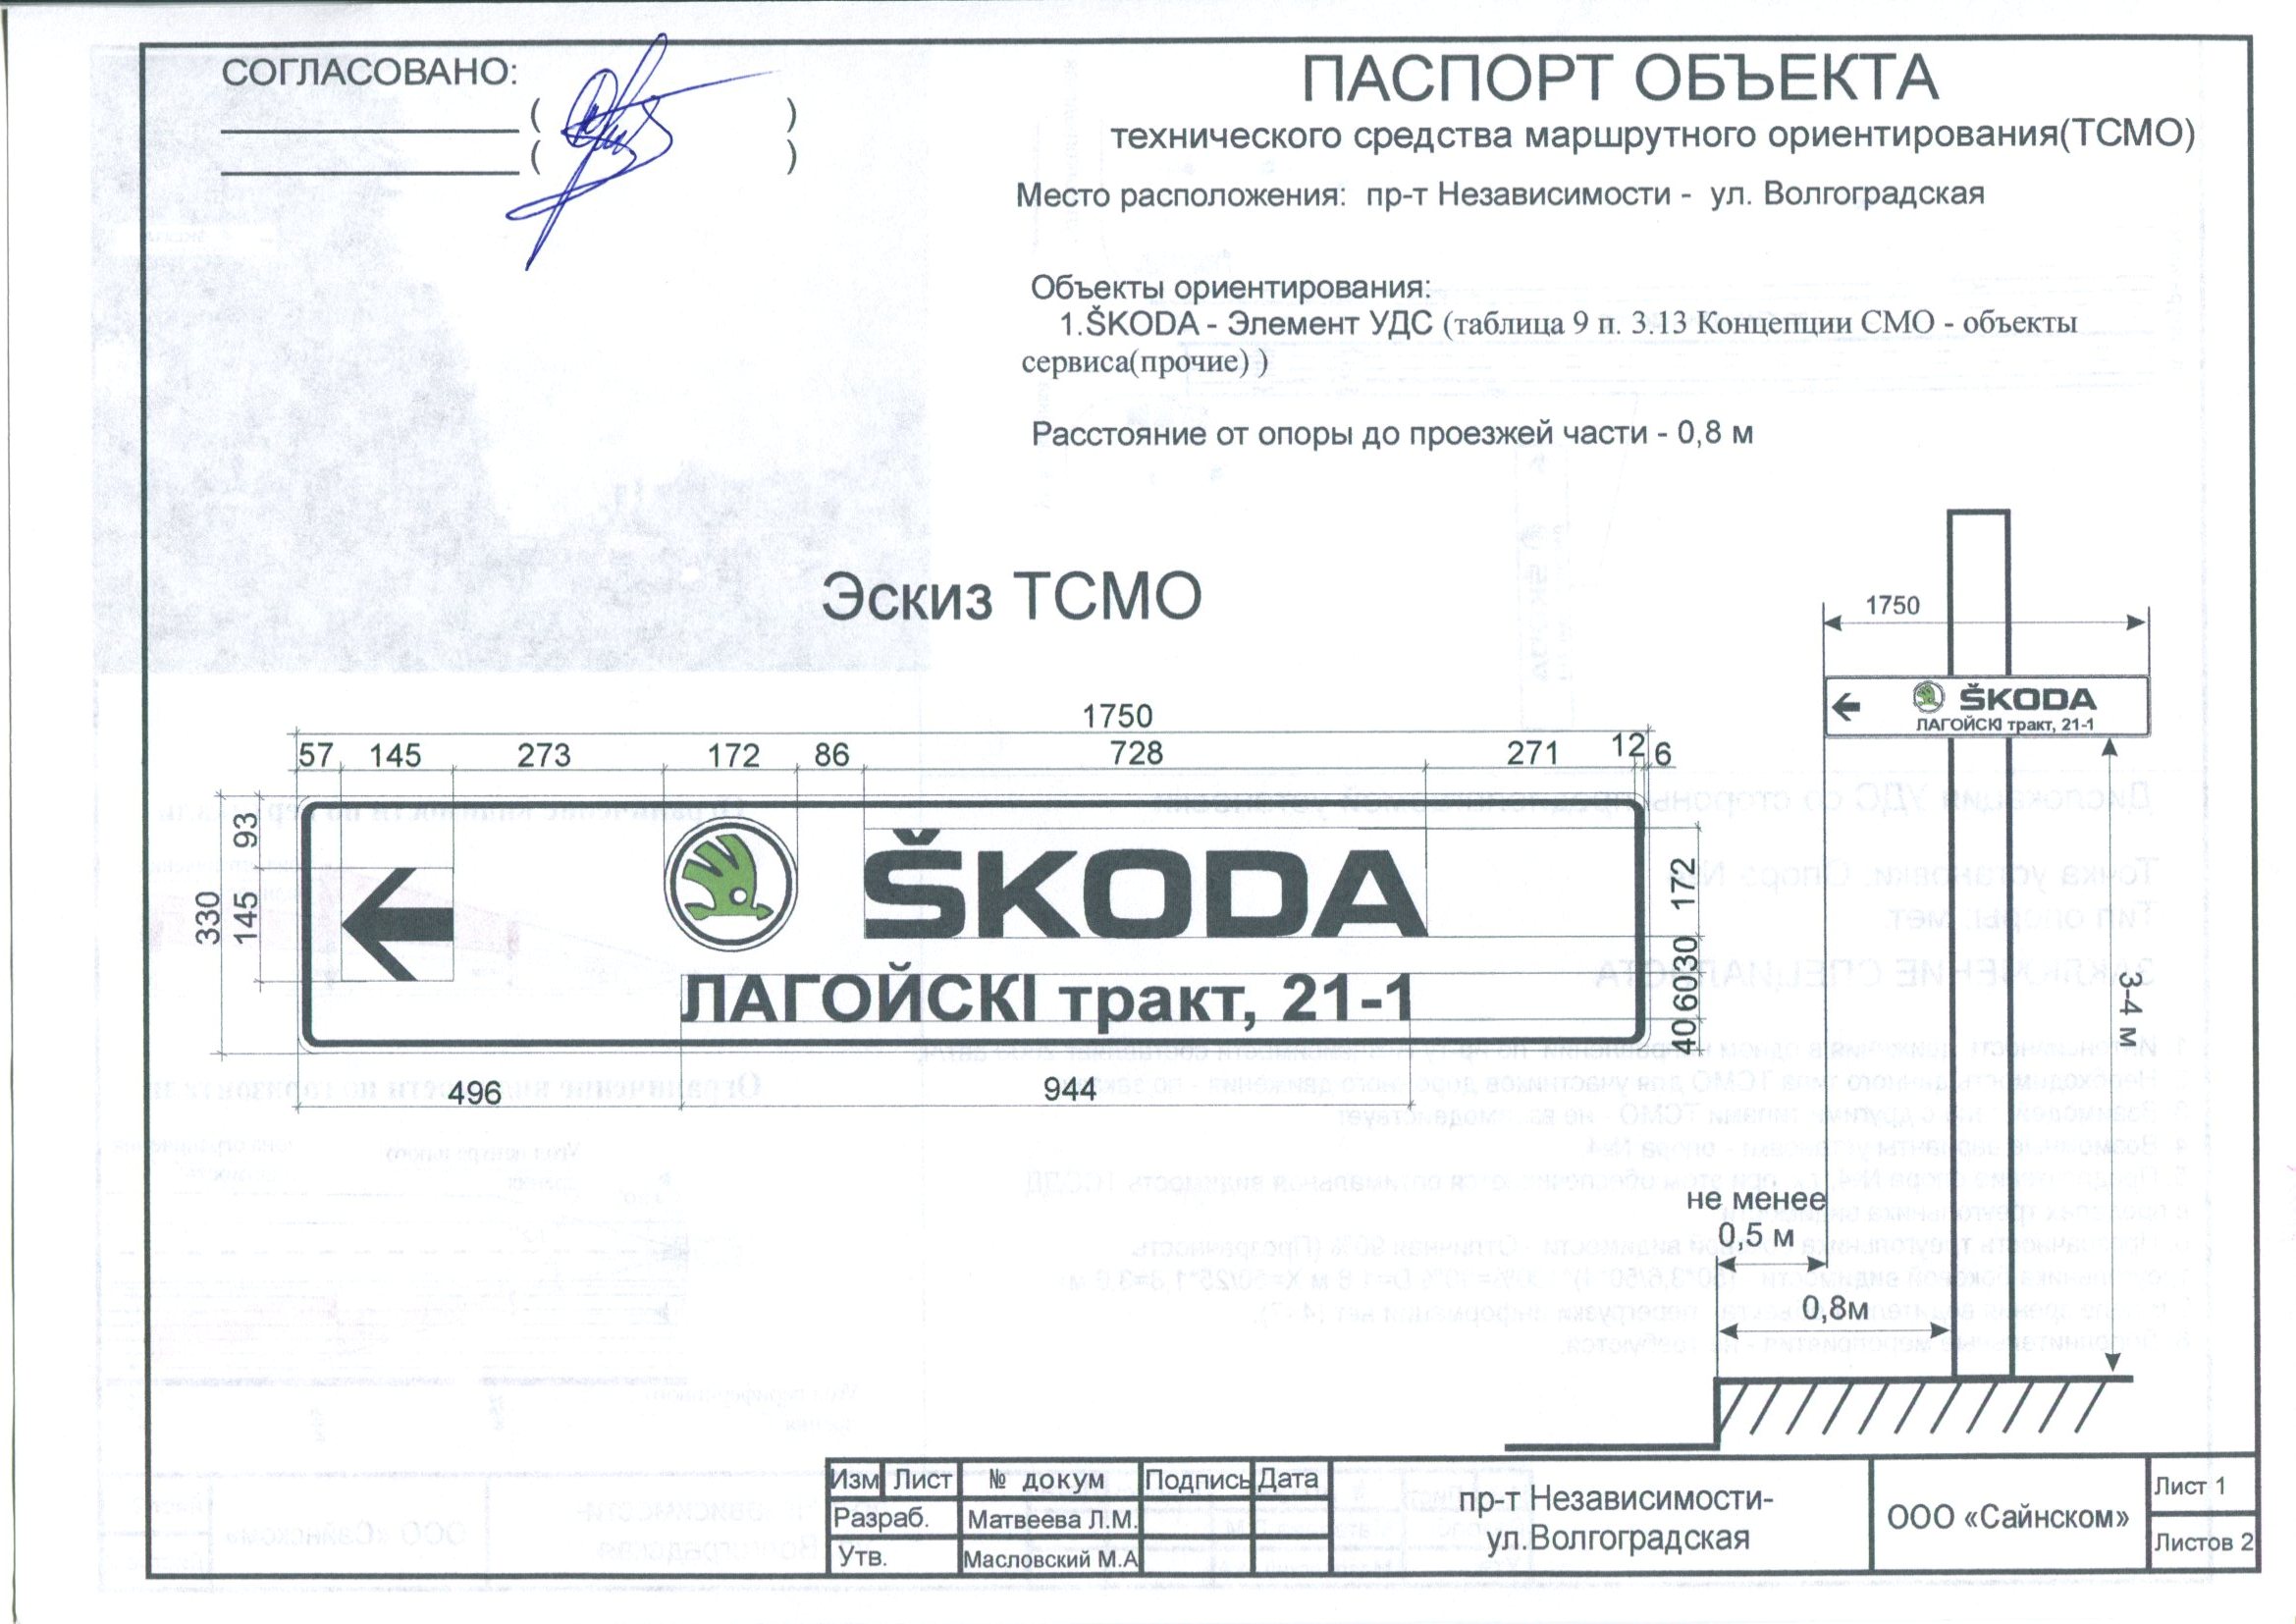 СОГЛАСОВАНО:
( )
( )
ПАСПОРТ ОБЪЕКТА
технического средства маршрутного ориентирования(ТСМО)
Место расположения: пр-т Независимости - ул. Волгоградская
Объекты ориентирования:
1.ŠKODA - Элемент УДС (таблица 9 п. 3.13 Концепции СМО - объекты
сервиса(прочие) )
Расстояние от опоры до проезжей части - 0,8 м
Эскиз ТСМО
1750
57 145 273 172 86 728 271 12 6
330
93
145
ŠKODA
ЛАГОЙСКІ тракт, 21-1
172
30
60
40
496 944
1750
ŠKODA
ЛАГОЙСКІ тракт, 21-1
3-4 м
не менее
0,5 м
0,8м
Изм Лист № докум Подпись Дата
Разраб. Матвеева Л.М.
Утв. Масловский М.А
пр-т Независимости-
ул.Волгоградская
ООО «Сайнском»
Лист 1
Листов 2